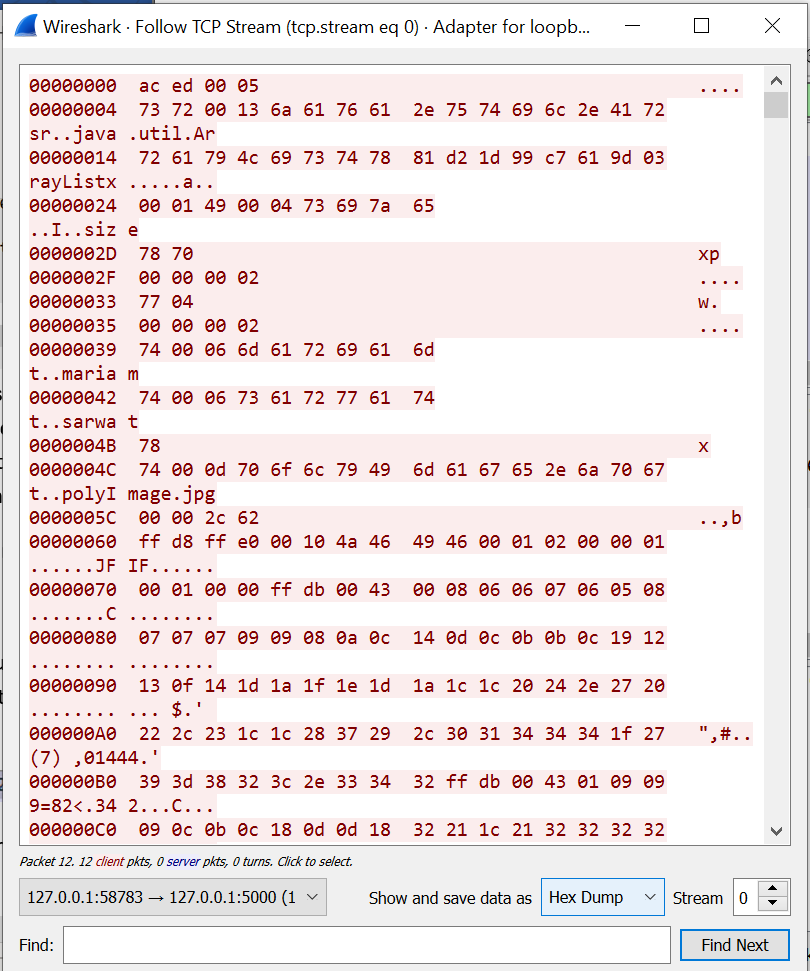 Wireshark · Follow TCP Stream (tcp.stream eq 0) · Adapter for loopb...
00000000 ac ed 00 05 ....
00000004 73 72 00 13 6a 61 76 61 2e 75 74 69 6c 2e 41 72
sr..java .util.Ar
00000014 72 61 79 4c 69 73 74 78 81 d2 1d 99 c7 61 9d 03
rayListx .....a..
00000024 00 01 49 00 04 73 69 7a 65
..I..siz e
0000002D 78 70 xp
0000002F 00 00 00 02 ....
00000033 77 04 w.
00000035 00 00 00 02 ....
00000039 74 00 06 6d 61 72 69 61 6d
t..maria m
00000042 74 00 06 73 61 72 77 61 74
t..sarwa t
0000004B 78 x
0000004C 74 00 0d 70 6f 6c 79 49 6d 61 67 65 2e 6a 70 67
t..polyI mage.jpg
0000005C 00 00 2c 62 ..,b
00000060 ff d8 ff e0 00 10 4a 46 49 46 00 01 02 00 00 01
......JF IF......
00000070 00 01 00 00 ff db 00 43 00 08 06 06 07 06 05 08
.......C ........
00000080 07 07 07 09 09 08 0a 0c 14 0d 0c 0b 0b 0c 19 12
........ ........
00000090 13 0f 14 1d 1a 1f 1e 1d 1a 1c 1c 20 24 2e 27 20
........ ... $.'
000000A0 22 2c 23 1c 1c 28 37 29 2c 30 31 34 34 34 1f 27 ",#..
(7) ,01444.'
000000B0 39 3d 38 32 3c 2e 33 34 32 ff db 00 43 01 09 09
9=82<.34 2...C...
000000C0 09 0c 0b 0c 18 0d 0d 18 32 21 1c 21 32 32 32 32
Packet 12. 12 client pkts, 0 server pkts, 0 turns. Click to select.
127.0.0.1:58783 → 127.0.0.1:5000 (1 Show and save data as Hex Dump Stream 0
Find: Find Next